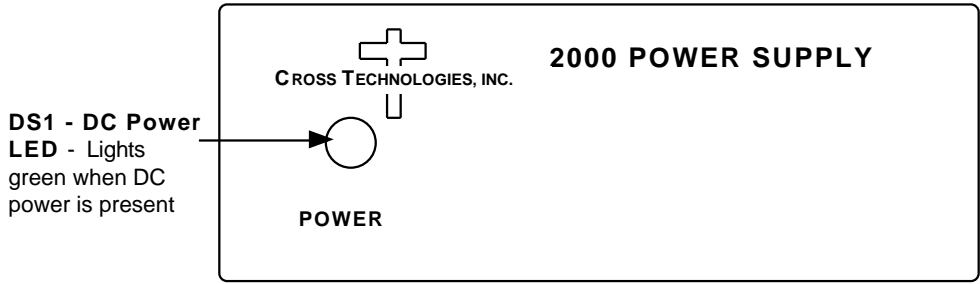 2000 POWER SUPPLY
CROSS TECHNOLOGIES, INC.
DS1 - DC Power
LED - Lights
green when DC
power is present
POWER